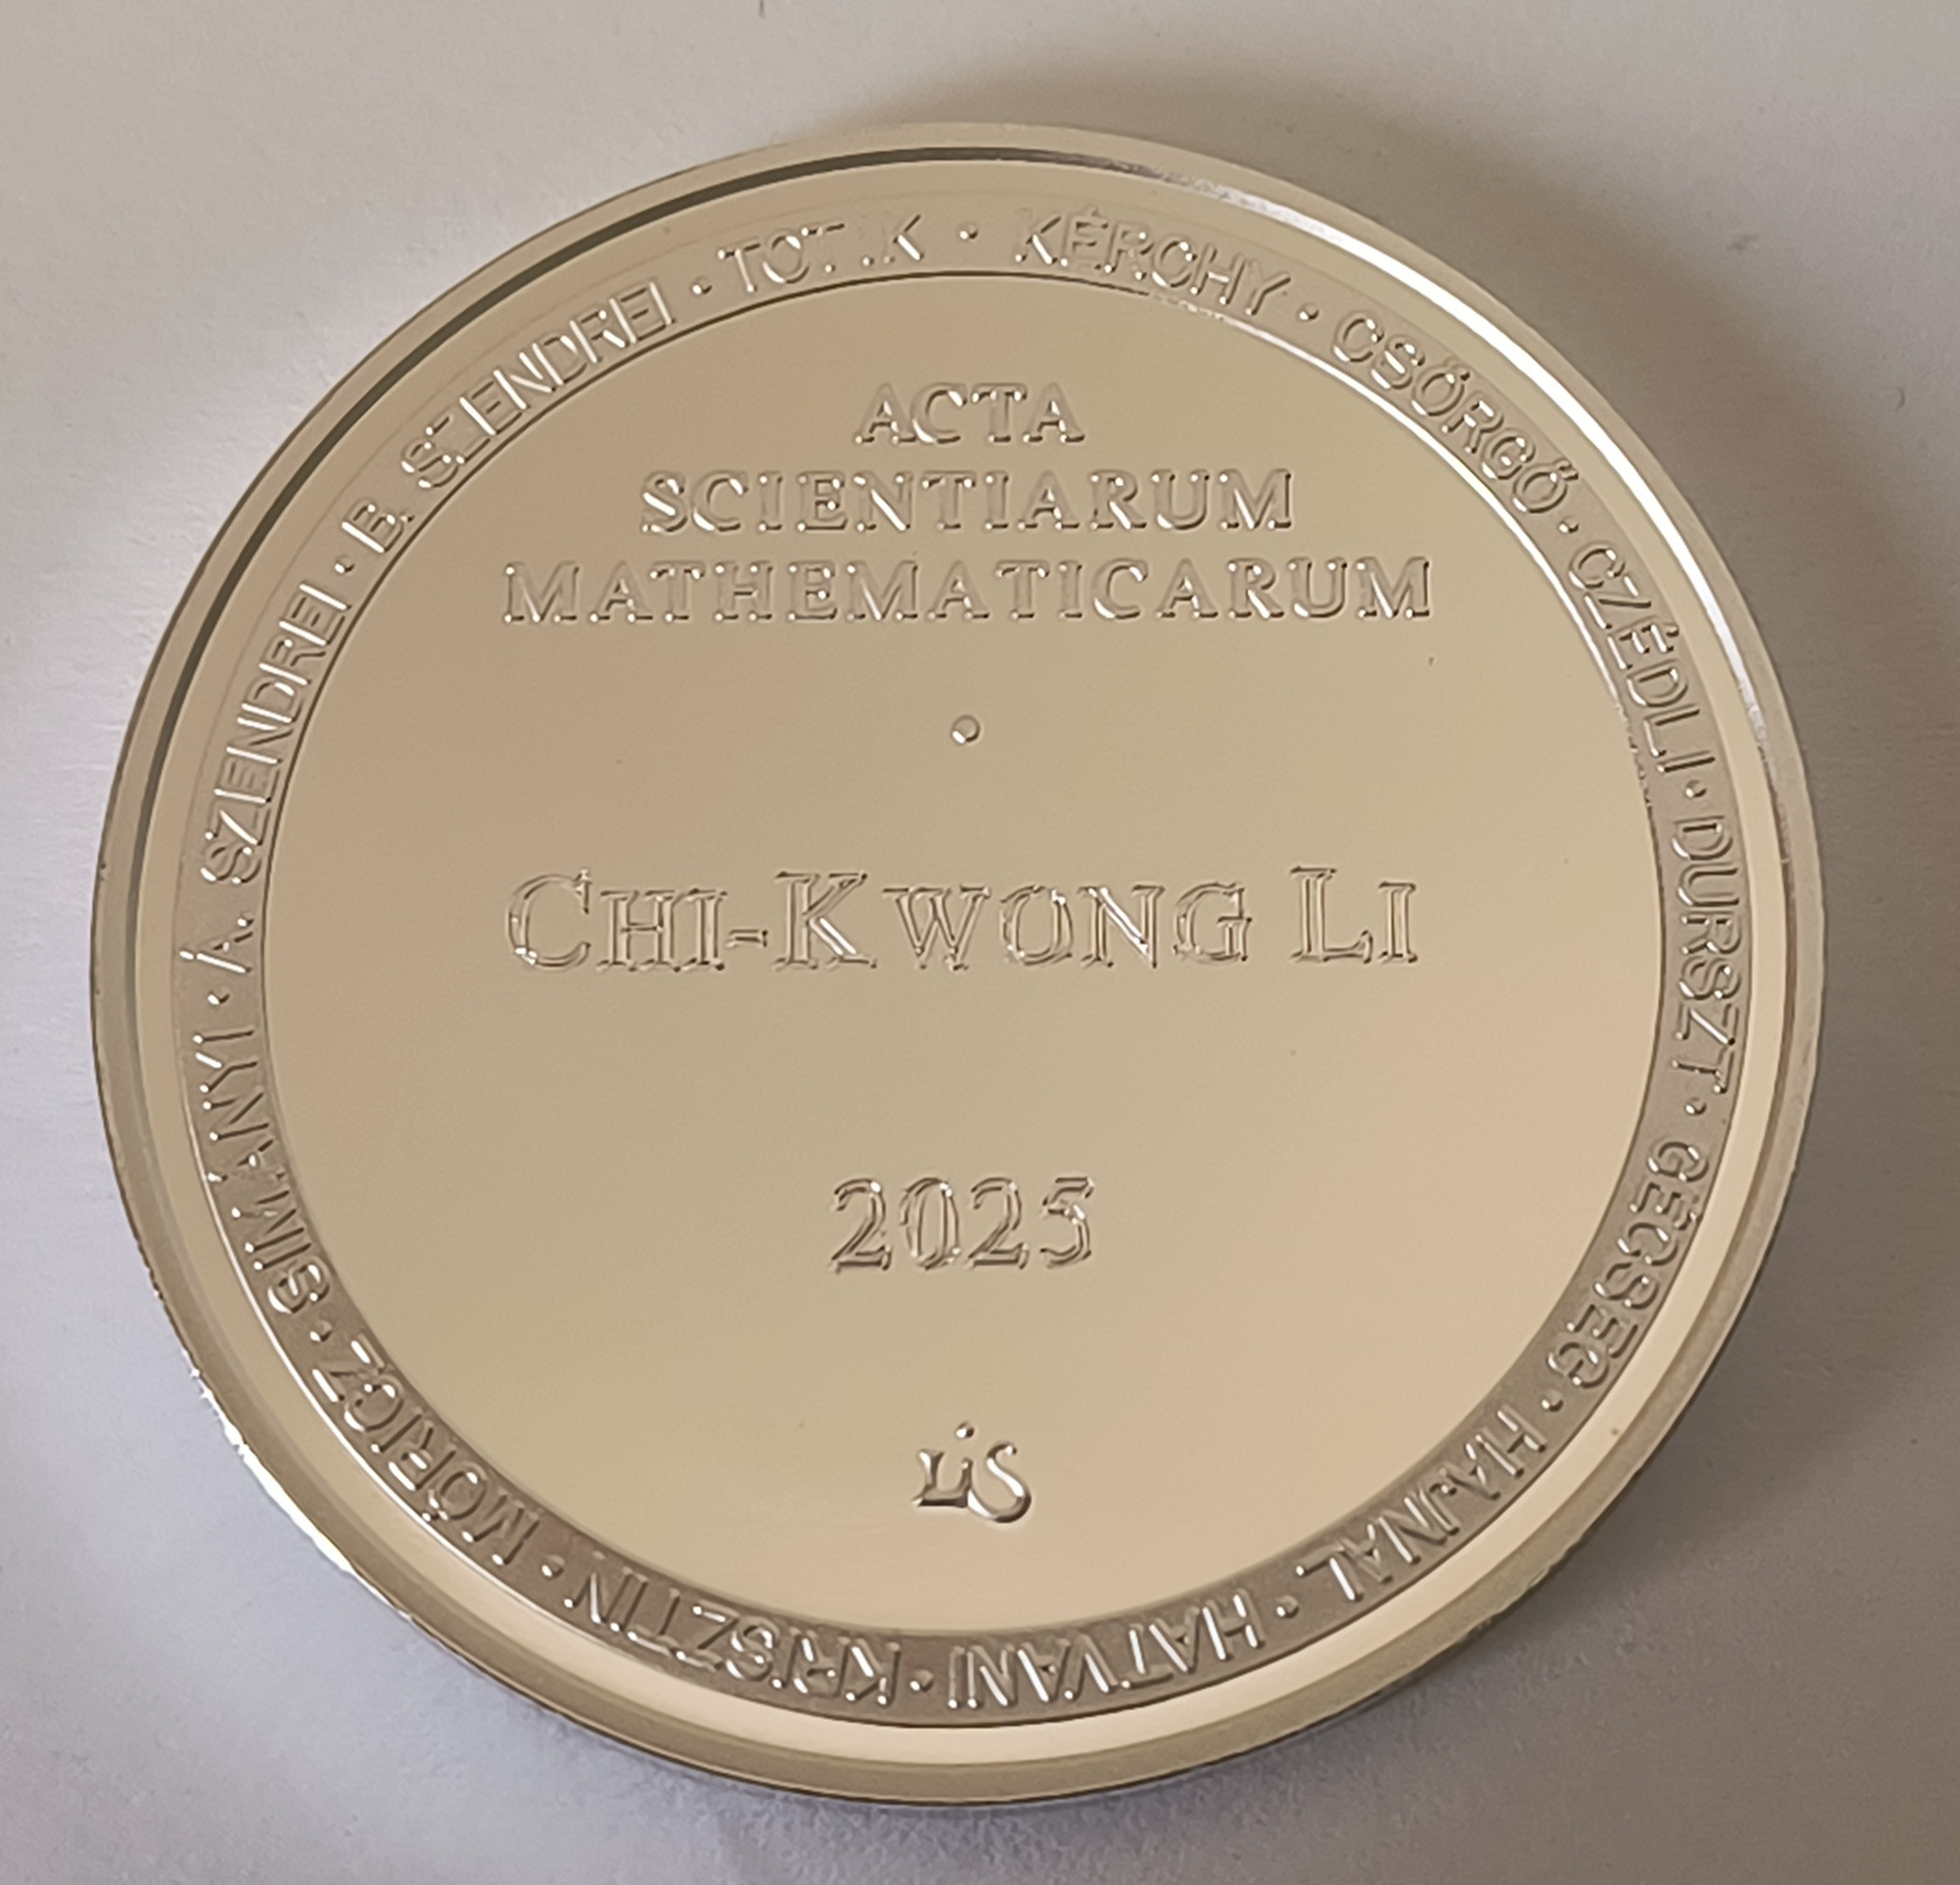 ACTA
SCIENTIARUM
MATHEMATICARUM
CHI-KWONG LI
2025
LiS
KÉRCHY · CSÖRGŐ · CZÉDLI · DURSZT · GÉCSEG · HAJNAL · HATVANI · KRISZTIN · MÓRICZ · SIMÁNYI · Á. SZENDREI · B. SZENDREI · TOTIK ·